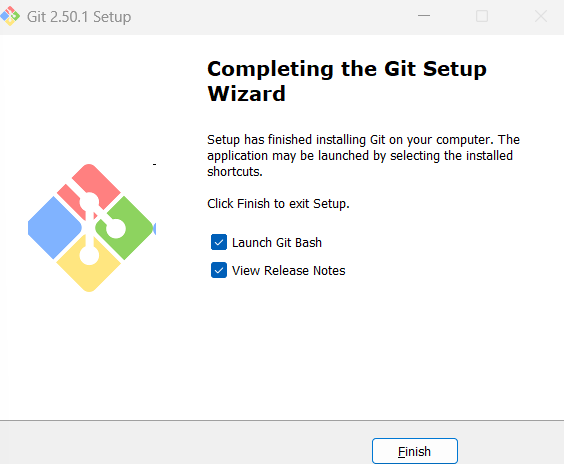 Git 2.50.1 Setup
Completing the Git Setup
Wizard
Setup has finished installing Git on your computer. The
application may be launched by selecting the installed
shortcuts.
Click Finish to exit Setup.
Launch Git Bash
View Release Notes
Finish